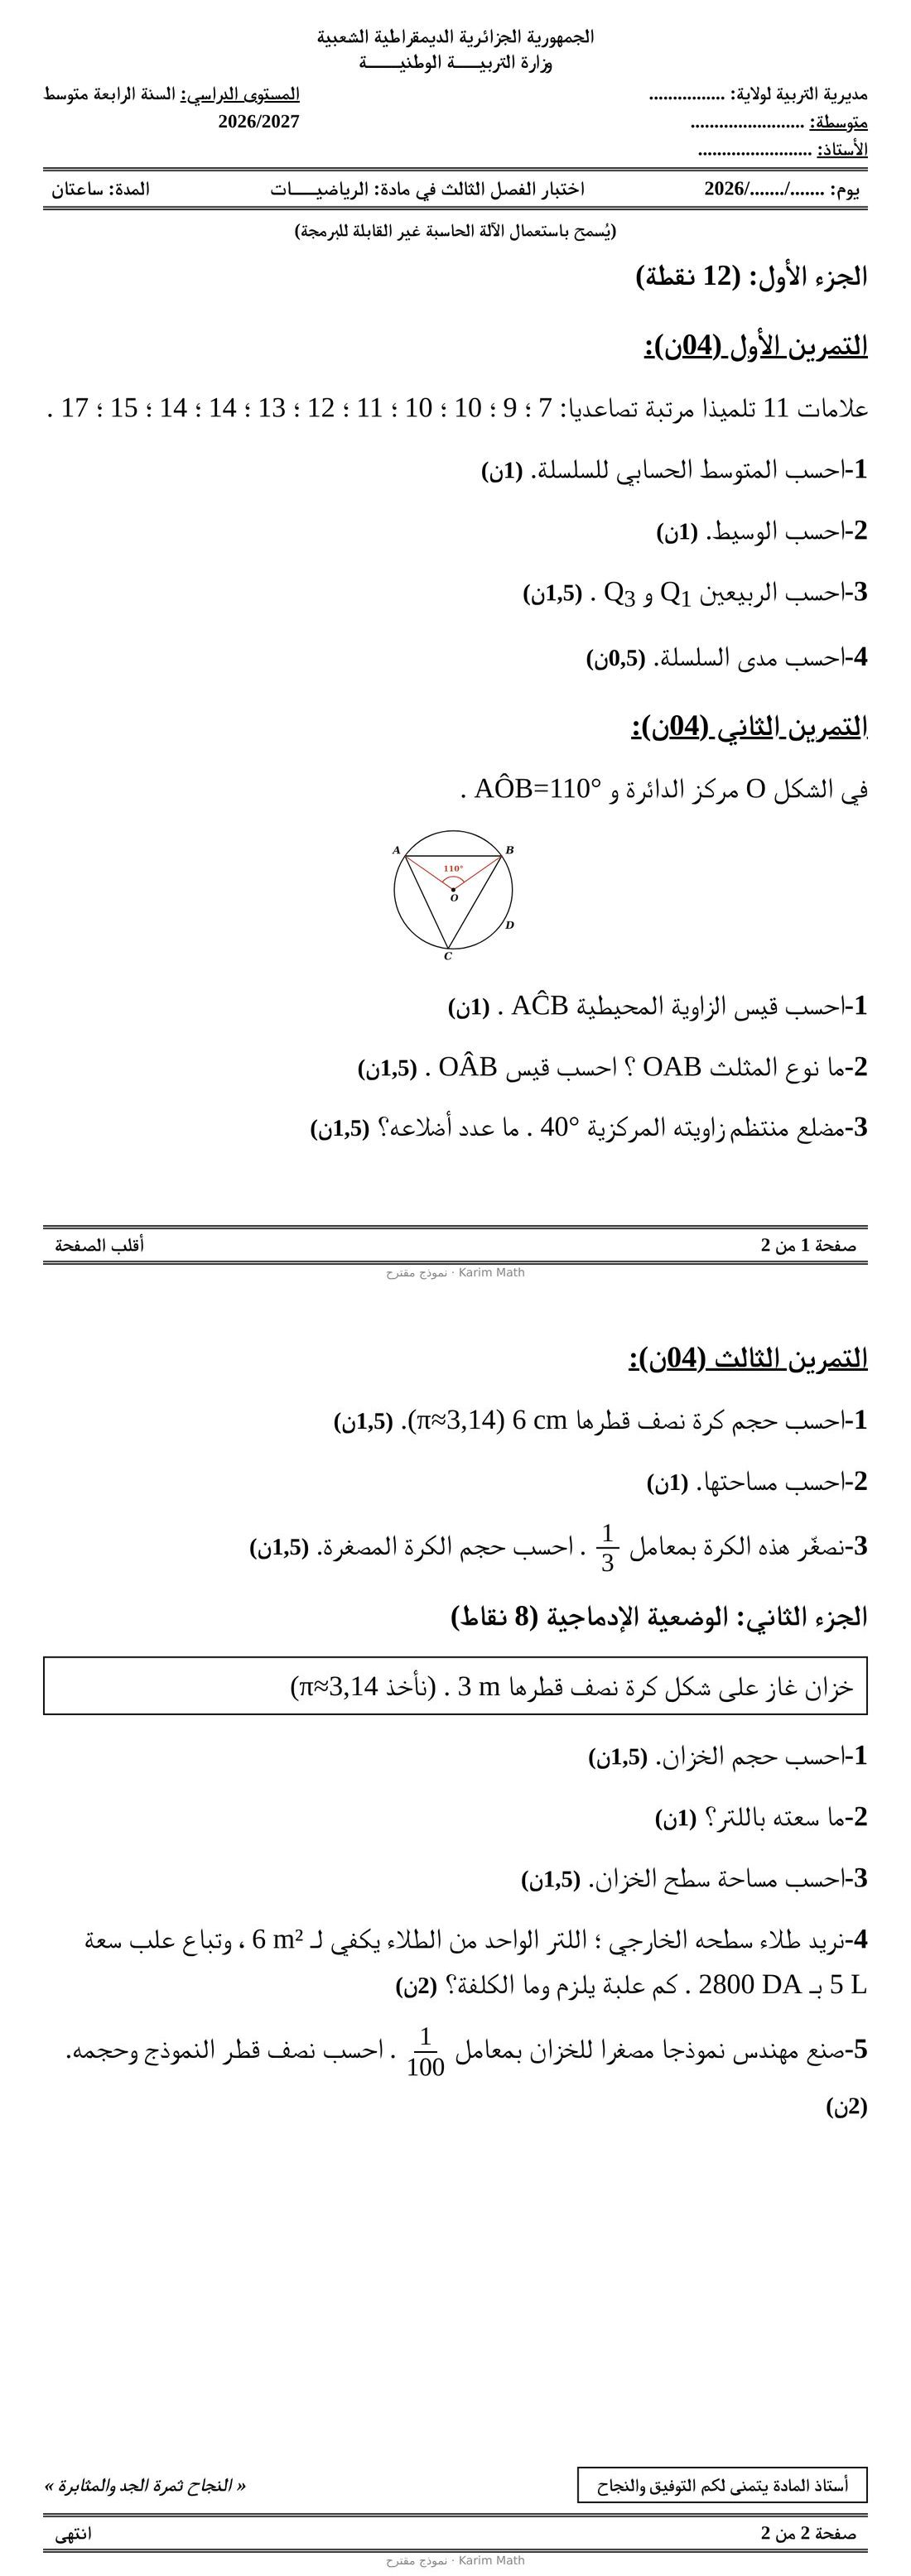 الجمهورية الجزائرية الديمقراطية الشعبية
وزارة التربيـــــة الوطنيــــــة
مديرية التربية لولاية: ................
المستوى الدراسي: السنة الرابعة متوسط
متوسطة: ........................
2026/2027
الأستاذ: ........................
يوم: ......./......./2026
اختبار الفصل الثالث في مادة: الرياضيـــــات
المدة: ساعتان
(يُسمح باستعمال الآلة الحاسبة غير القابلة للبرمجة)
الجزء الأول: (12 نقطة)
التمرين الأول (04ن):
علامات 11 تلميذا مرتبة تصاعديا: 7 ؛ 9 ؛ 10 ؛ 10 ؛ 11 ؛ 12 ؛ 13 ؛ 14 ؛ 14 ؛ 15 ؛ 17 .
1-احسب المتوسط الحسابي للسلسلة. (1ن)
2-احسب الوسيط. (1ن)
3-احسب الربيعين Q1 و Q3 . (1,5ن)
4-احسب مدى السلسلة. (0,5ن)
التمرين الثاني (04ن):
في الشكل O مركز الدائرة و AÔB=110° .
A
B
110°
O
D
C
1-احسب قيس الزاوية المحيطية AĈB . (1ن)
2-ما نوع المثلث OAB ؟ احسب قيس OÂB . (1,5ن)
3-مضلع منتظم زاويته المركزية 40° . ما عدد أضلاعه؟ (1,5ن)
صفحة 1 من 2
أقلب الصفحة
Karim Math · نموذج مقترح
التمرين الثالث (04ن):
1-احسب حجم كرة نصف قطرها 6 cm (π≈3,14). (1,5ن)
2-احسب مساحتها. (1ن)
3-نصغّر هذه الكرة بمعامل 1/3 . احسب حجم الكرة المصغرة. (1,5ن)
الجزء الثاني: الوضعية الإدماجية (8 نقاط)
خزان غاز على شكل كرة نصف قطرها 3 m . (نأخذ π≈3,14)
1-احسب حجم الخزان. (1,5ن)
2-ما سعته باللتر؟ (1ن)
3-احسب مساحة سطح الخزان. (1,5ن)
4-نريد طلاء سطحه الخارجي ؛ اللتر الواحد من الطلاء يكفي لـ 6 m² ، وتباع علب سعة
5 L بـ 2800 DA . كم علبة يلزم وما الكلفة؟ (2ن)
5-صنع مهندس نموذجا مصغرا للخزان بمعامل 1/100 . احسب نصف قطر النموذج وحجمه.
(2ن)
أستاذ المادة يتمنى لكم التوفيق والنجاح
« النجاح ثمرة الجد والمثابرة »
صفحة 2 من 2
انتهى
Karim Math · نموذج مقترح